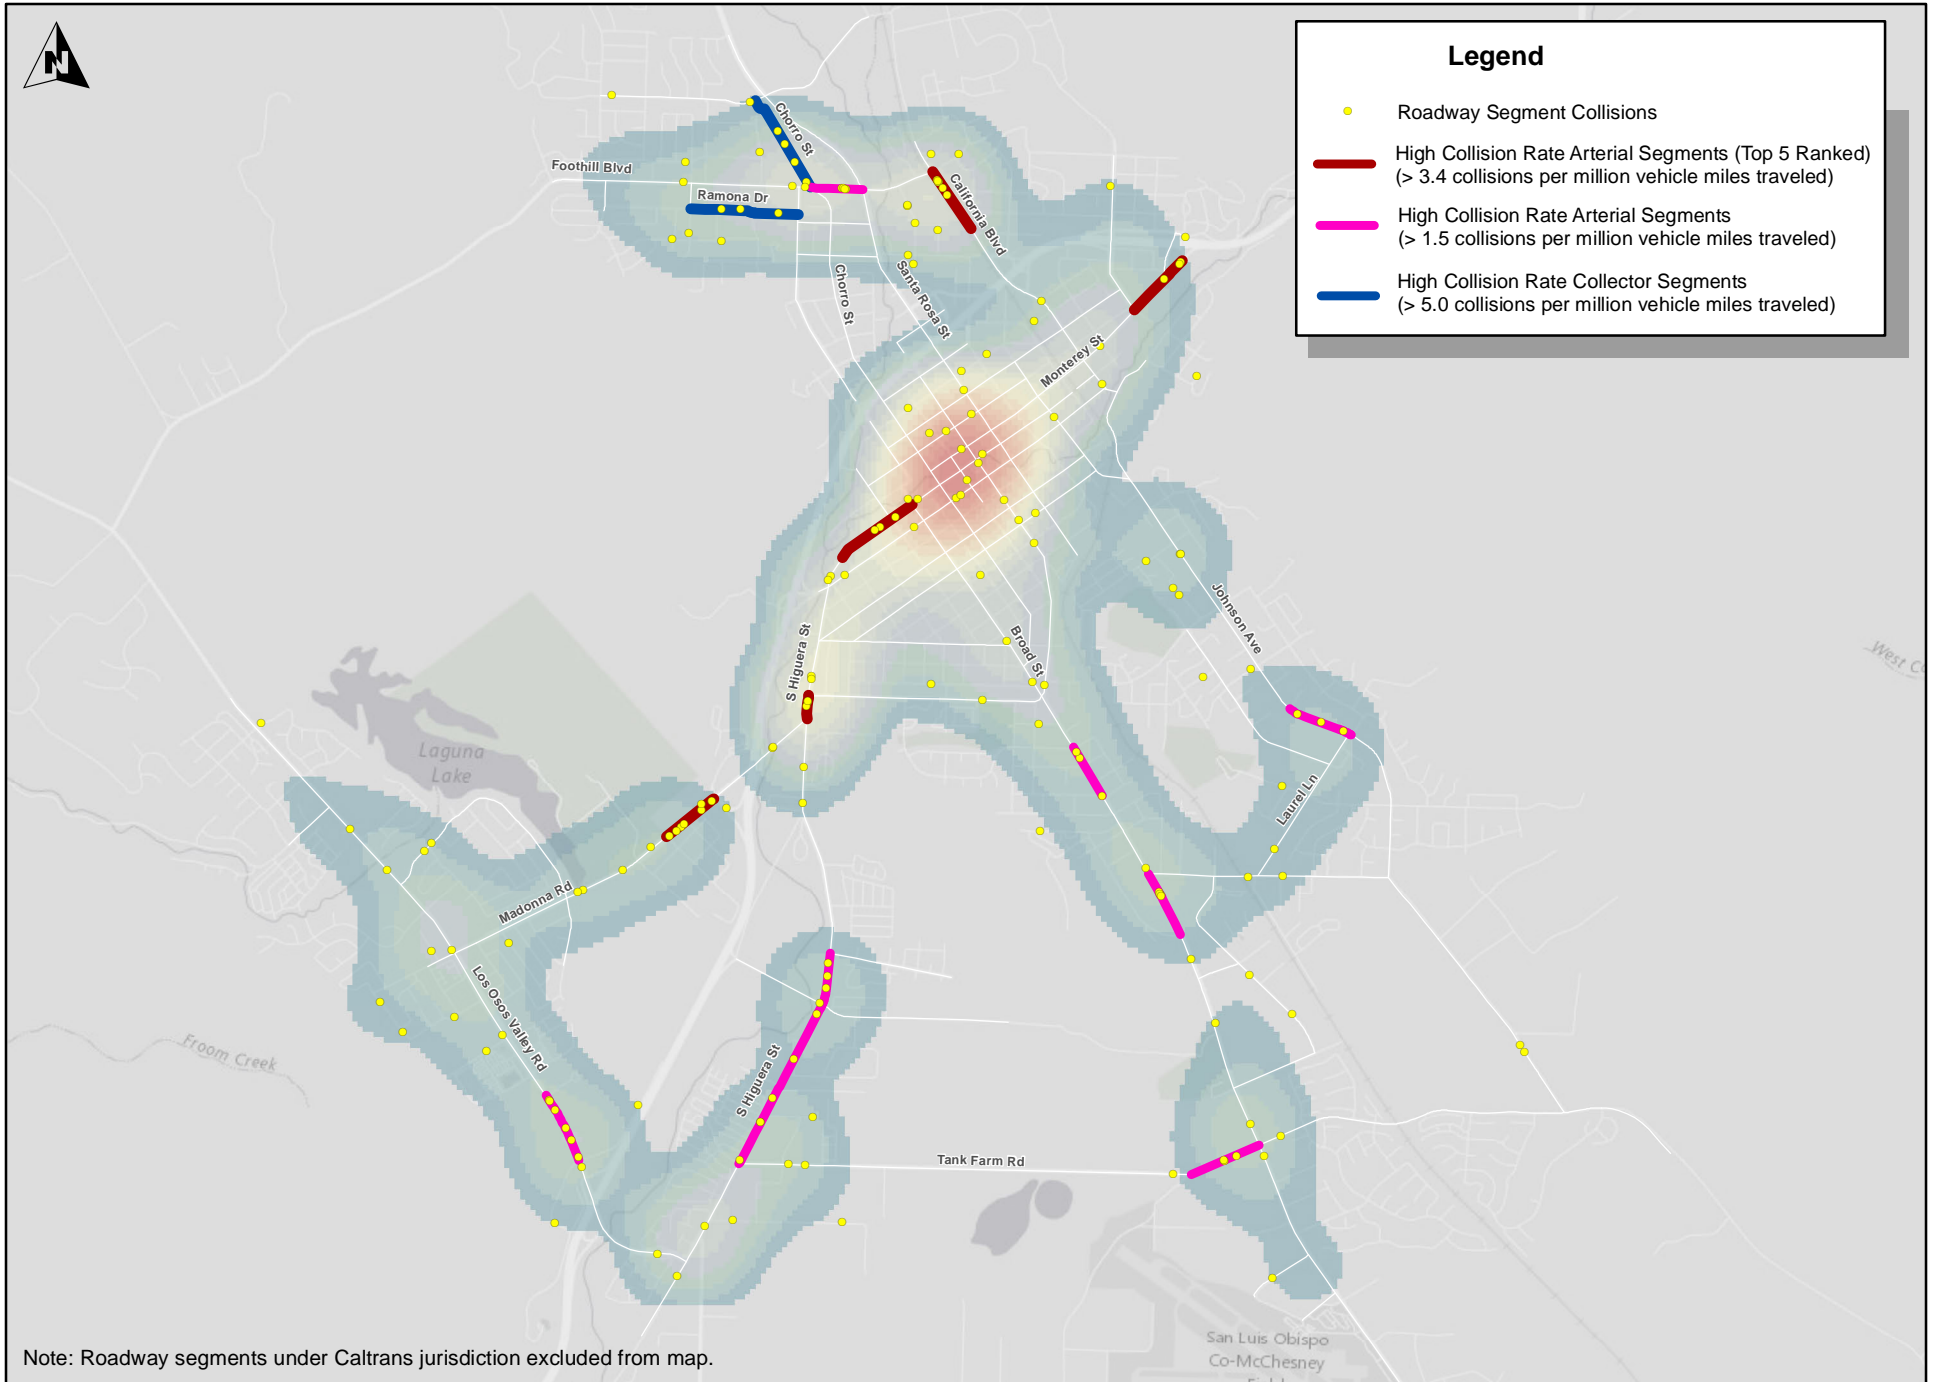 N
Legend
Roadway Segment Collisions
High Collision Rate Arterial Segments (Top 5 Ranked)
(> 3.4 collisions per million vehicle miles traveled)
High Collision Rate Arterial Segments
(> 1.5 collisions per million vehicle miles traveled)
High Collision Rate Collector Segments
(> 5.0 collisions per million vehicle miles traveled)
Chorro St
Foothill Blvd
Ramona Dr
California Blvd
Chorro St
Santa Rosa St
Monterey St
Johnson Ave
Broad St
S Higuera St
West C
Laguna
Lake
Laurel Ln
Madonna Rd
Los Osos Valley Rd
Froom Creek
S Higuera St
Tank Farm Rd
San Luis Obispo
Co-McChesney
Note: Roadway segments under Caltrans jurisdiction excluded from map.